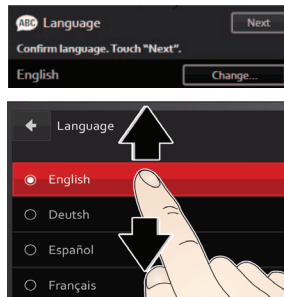 ABC Language Next
Confirm language. Touch "Next".
English Change...
Language
English
Deutsh
Español
Français